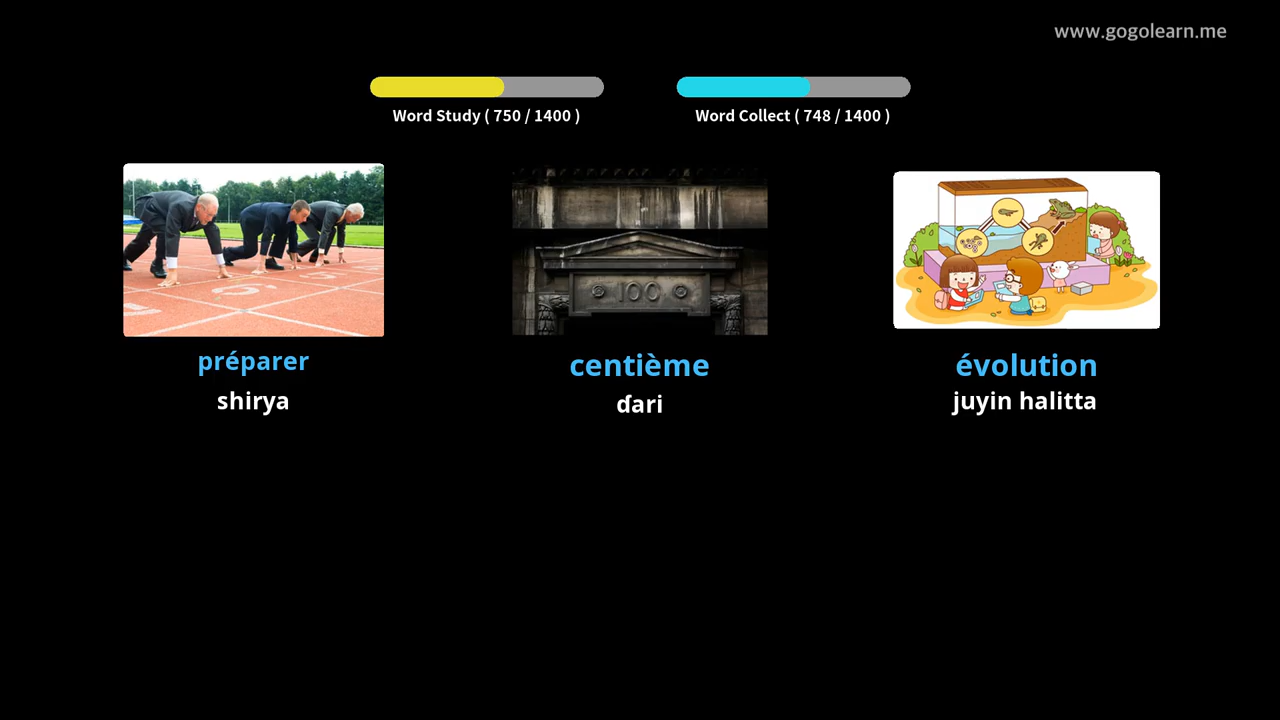 www.gogolearn.me
Word Study ( 750 / 1400 )
Word Collect ( 748 / 1400 )
100
préparer
centième
évolution
shirya
ɗari
juyin halitta